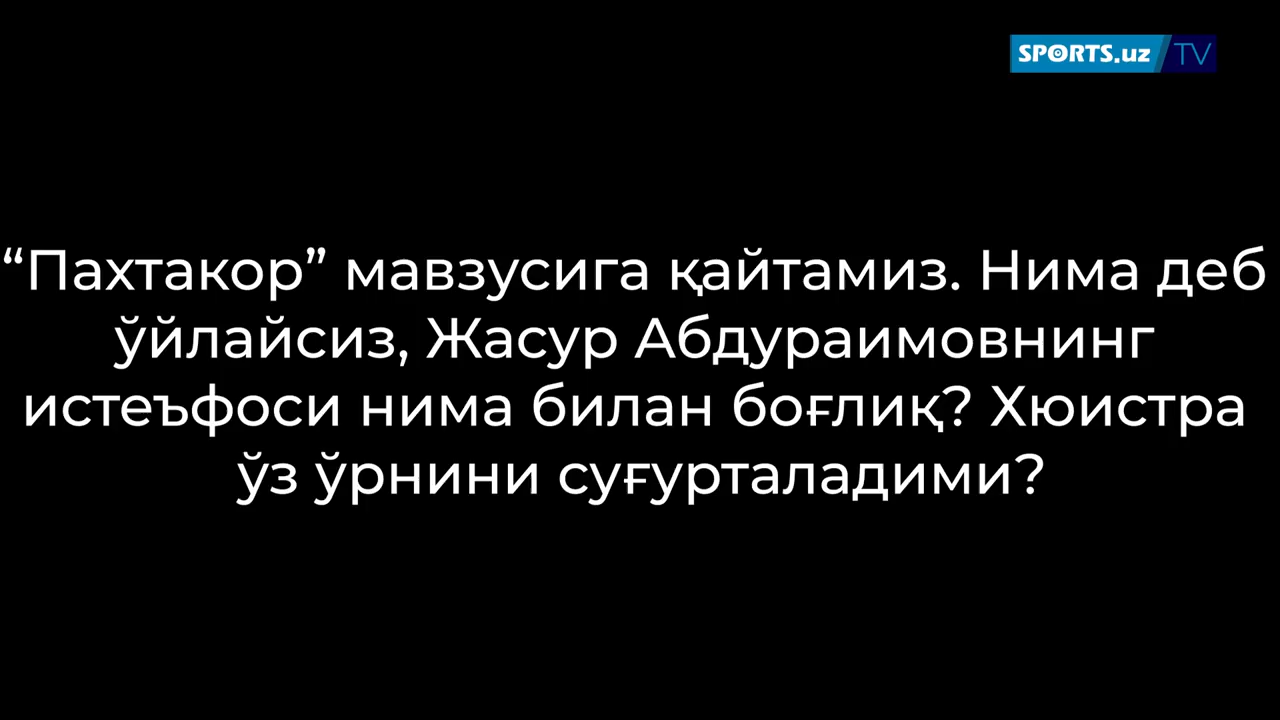 SPORTS.uz TV
“Пахтакор” мавзусига қайтамиз. Нима деб
ўйлайсиз, Жасур Абдураимовнинг
истеъфоси нима билан боғлиқ? Хюистра
ўз ўрнини суғурталадими?